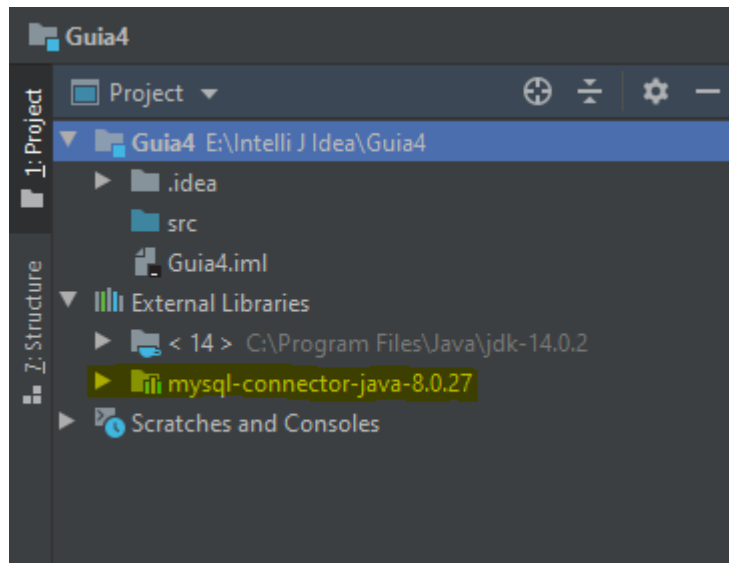 Guia4
Project
1: Project
Guia4 E:\Intelli J Idea\Guia4
.idea
src
Guia4.iml
Z: Structure
External Libraries
< 14 > C:\Program Files\Java\jdk-14.0.2
mysql-connector-java-8.0.27
Scratches and Consoles